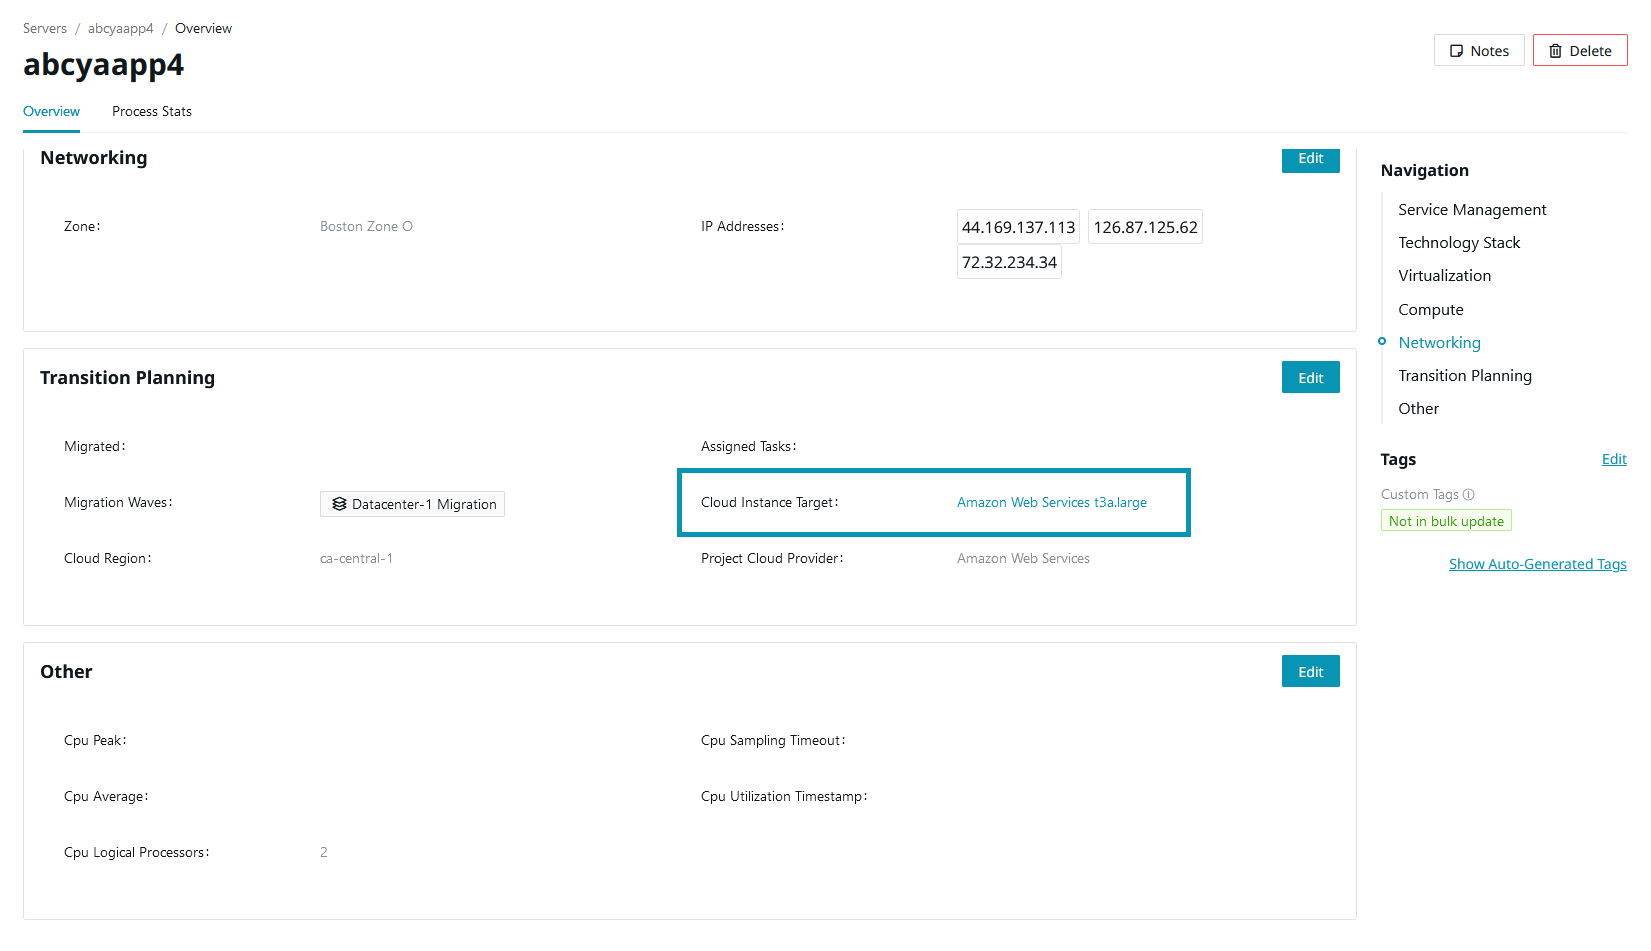 Servers / abcyaapp4 / Overview
abcyaapp4
Notes
Delete
Overview
Process Stats
Networking
Edit
Zone:
Boston Zone O
IP Addresses:
44.169.137.113
126.87.125.62
72.32.234.34
Transition Planning
Edit
Migrated:
Assigned Tasks:
Migration Waves:
Datacenter-1 Migration
Cloud Instance Target:
Amazon Web Services t3a.large
Cloud Region:
ca-central-1
Project Cloud Provider:
Amazon Web Services
Other
Edit
Cpu Peak:
Cpu Sampling Timeout:
Cpu Average:
Cpu Utilization Timestamp:
Cpu Logical Processors:
2
Navigation
Service Management
Technology Stack
Virtualization
Compute
Networking
Transition Planning
Other
Tags
Edit
Custom Tags
Not in bulk update
Show Auto-Generated Tags